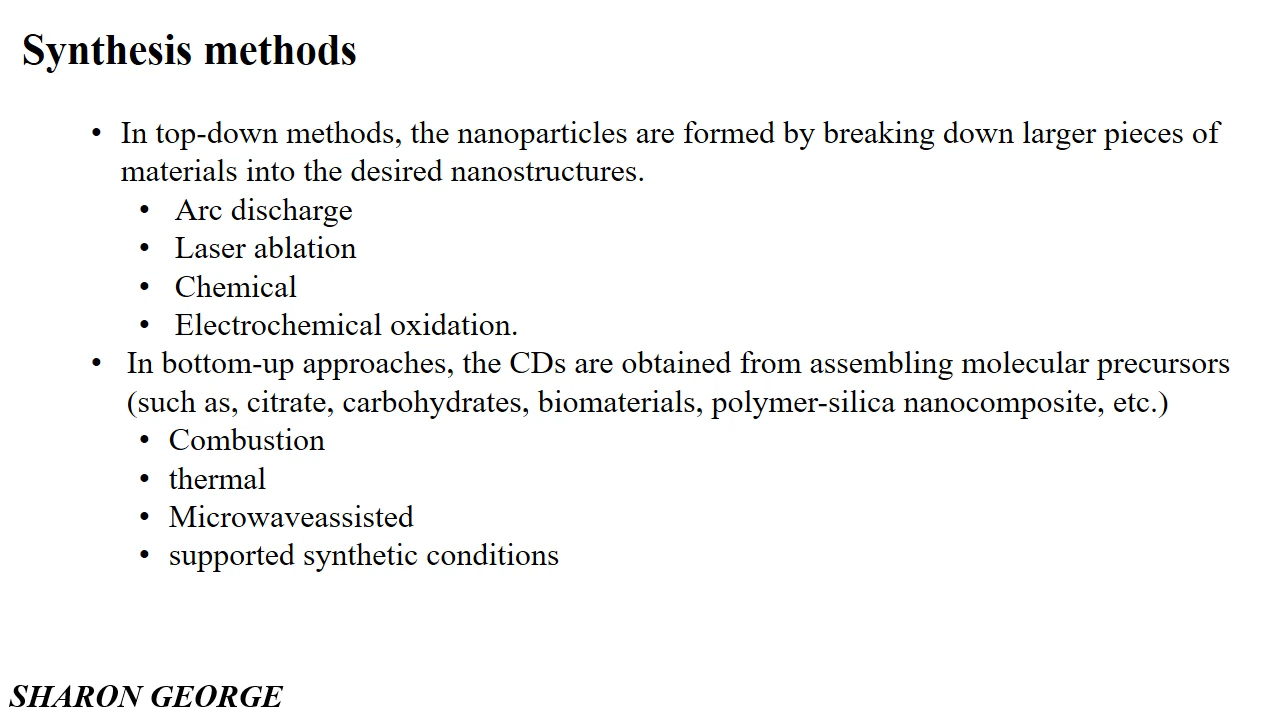 Synthesis methods
• In top-down methods, the nanoparticles are formed by breaking down larger pieces of
materials into the desired nanostructures.
• Arc discharge
• Laser ablation
• Chemical
• Electrochemical oxidation.
• In bottom-up approaches, the CDs are obtained from assembling molecular precursors
(such as, citrate, carbohydrates, biomaterials, polymer-silica nanocomposite, etc.)
• Combustion
• thermal
• Microwaveassisted
• supported synthetic conditions
SHARON GEORGE